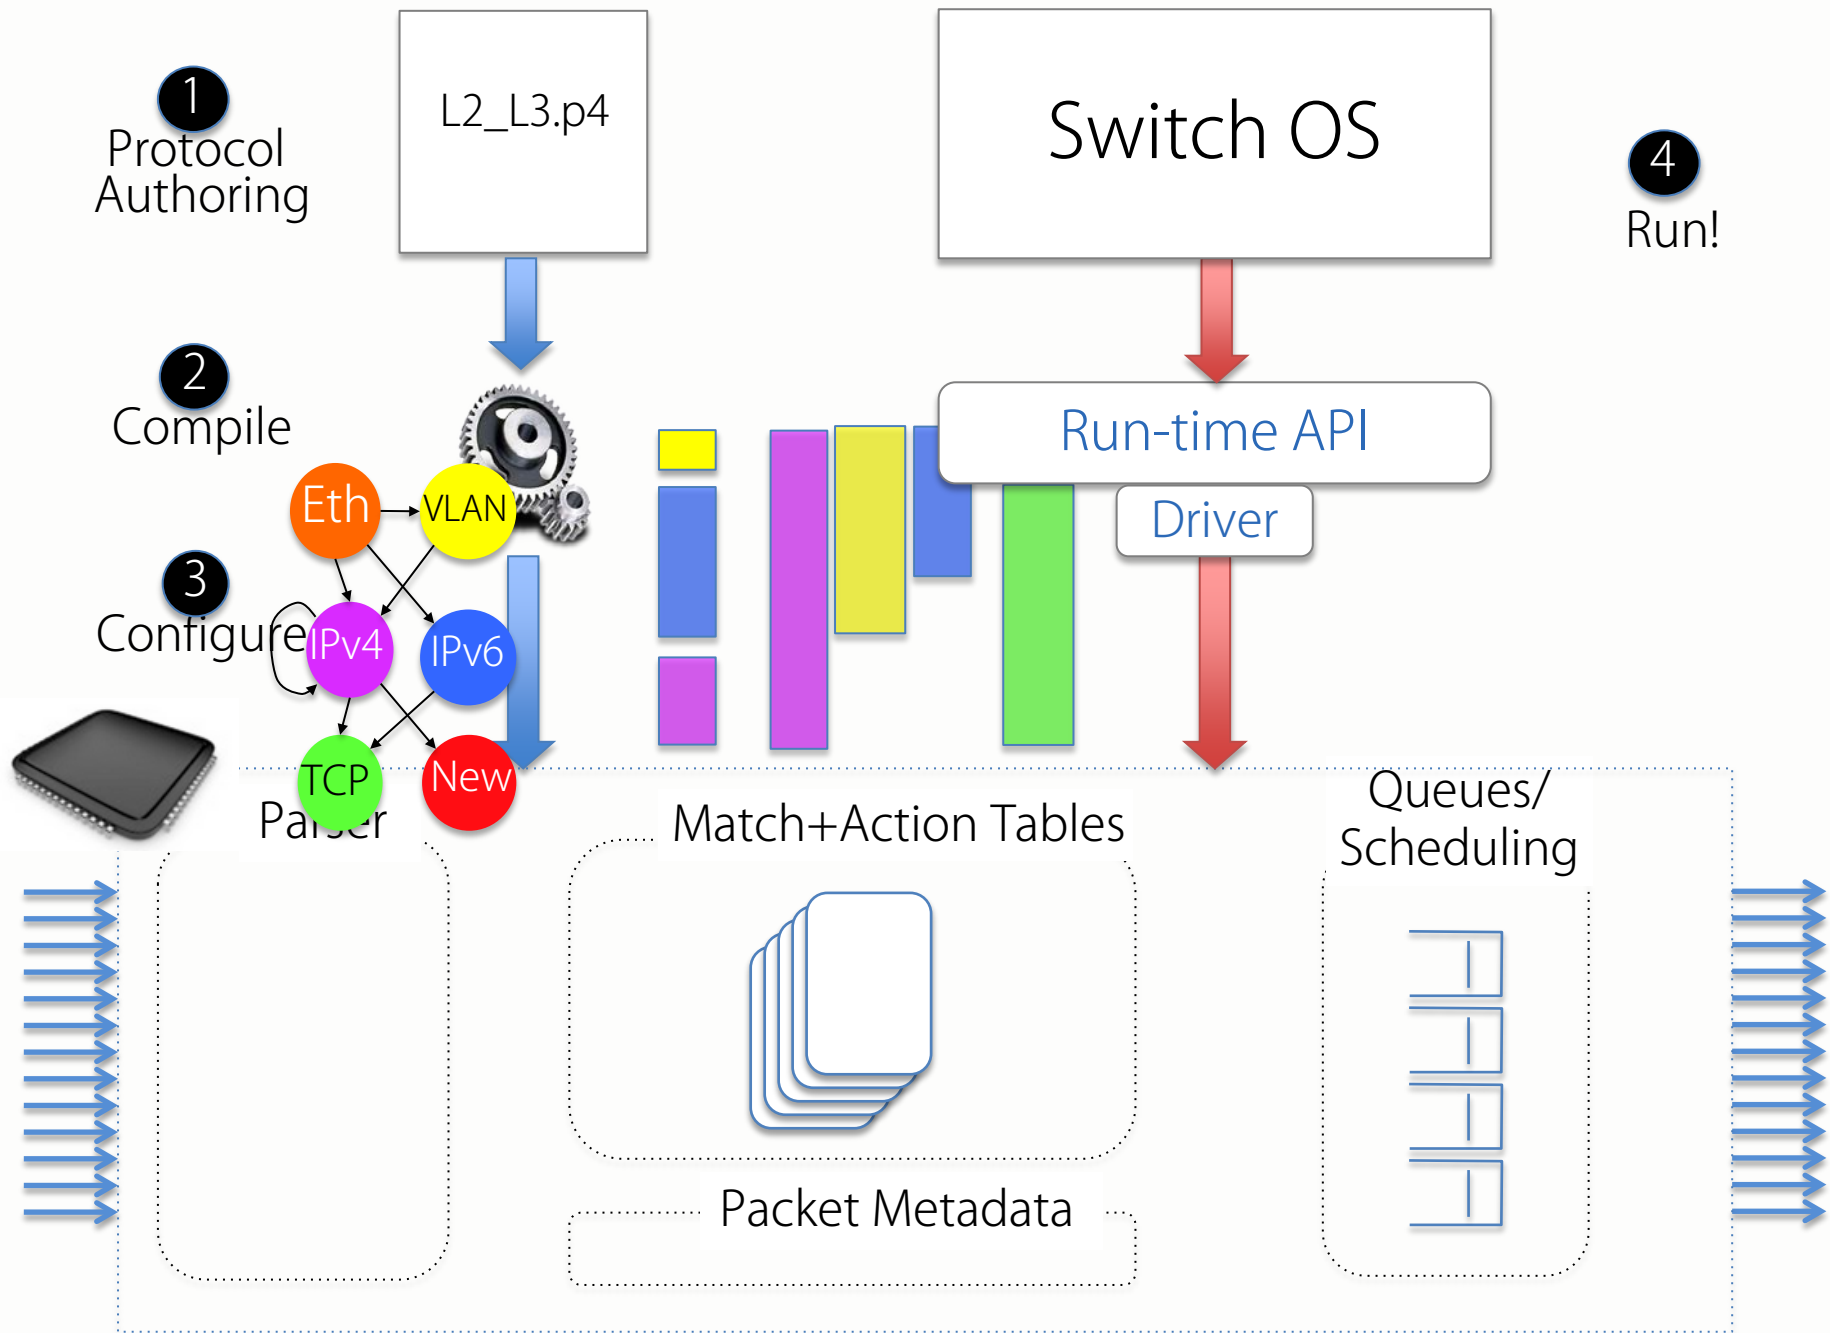 1
Protocol
Authoring
L2_L3.p4
Switch OS
4
Run!
2
Compile
Run-time API
Driver
Eth
VLAN
3
Configure
IPv4
IPv6
TCP
New
Parser
Match+Action Tables
Queues/
Scheduling
Packet Metadata